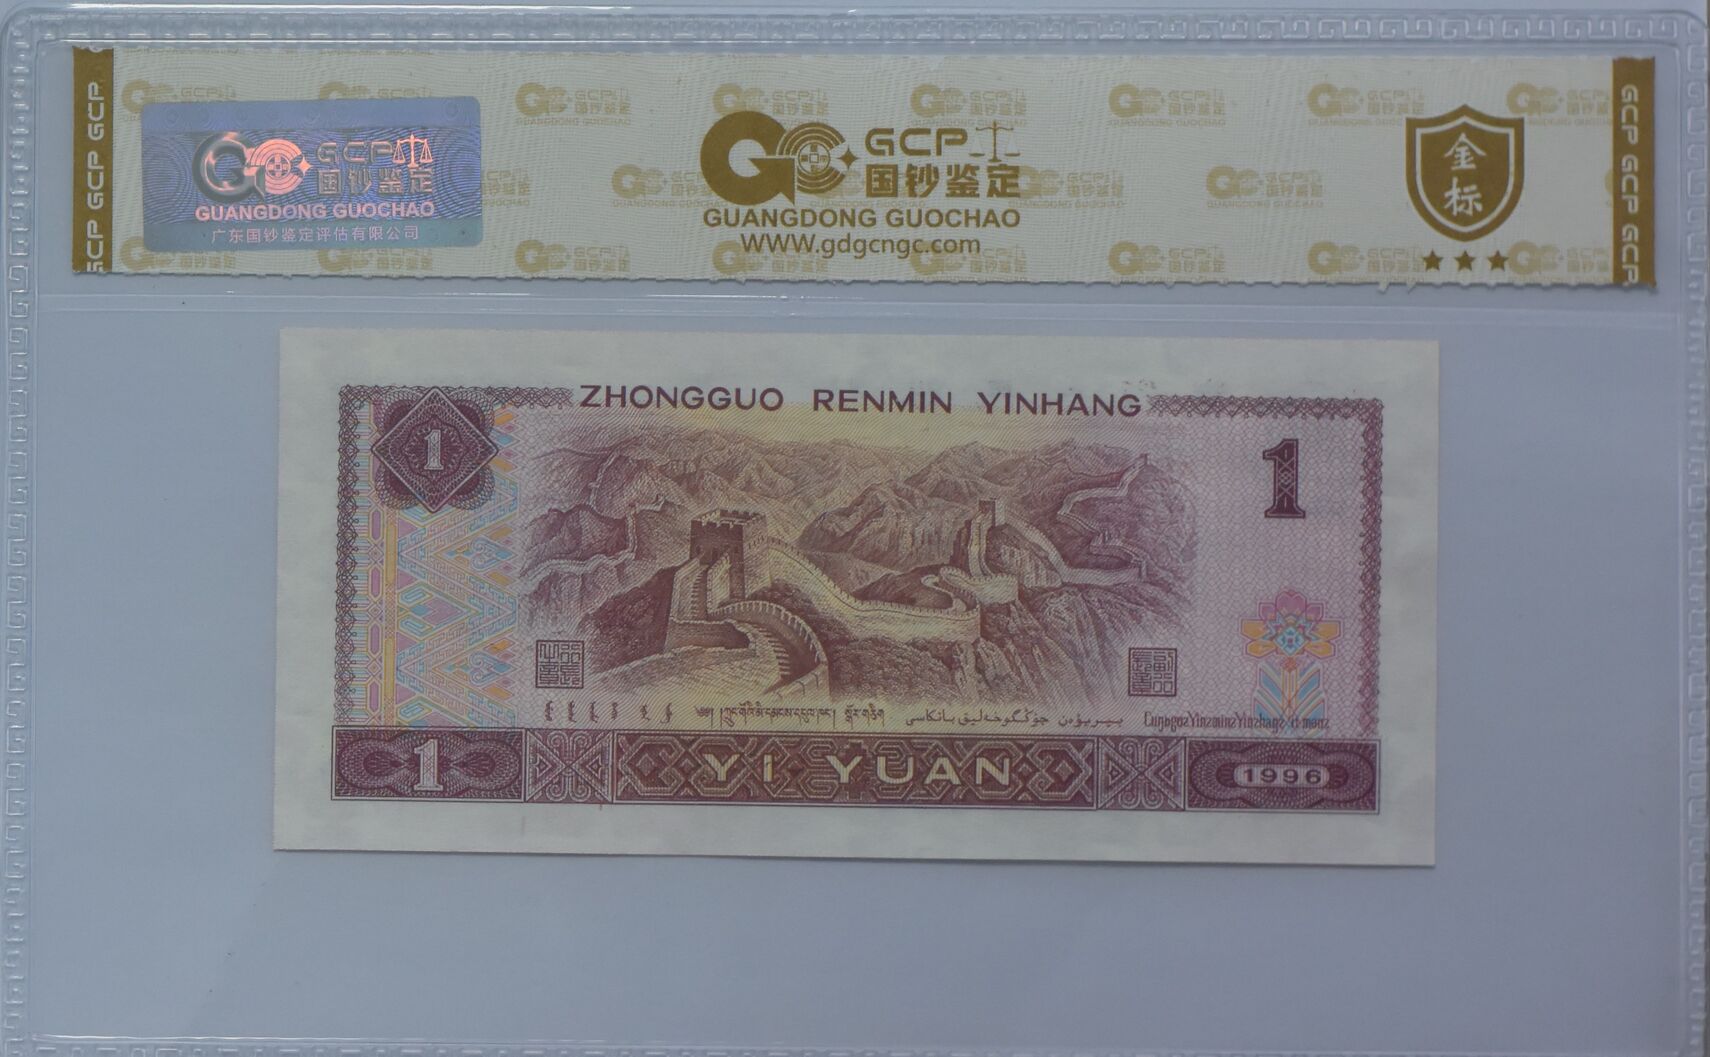 GCP GCP GCP
GCP
国钞鉴定
GUANGDONG GUOCHAO
广东国钞鉴定评估有限公司
GCP
国钞鉴定
GUANGDONG GUOCHAO
WWW.gdgcngc.com
金标
GCP GCP GCP
ZHONGGUO RENMIN YINHANG
1
1
1
YI YUAN
1996